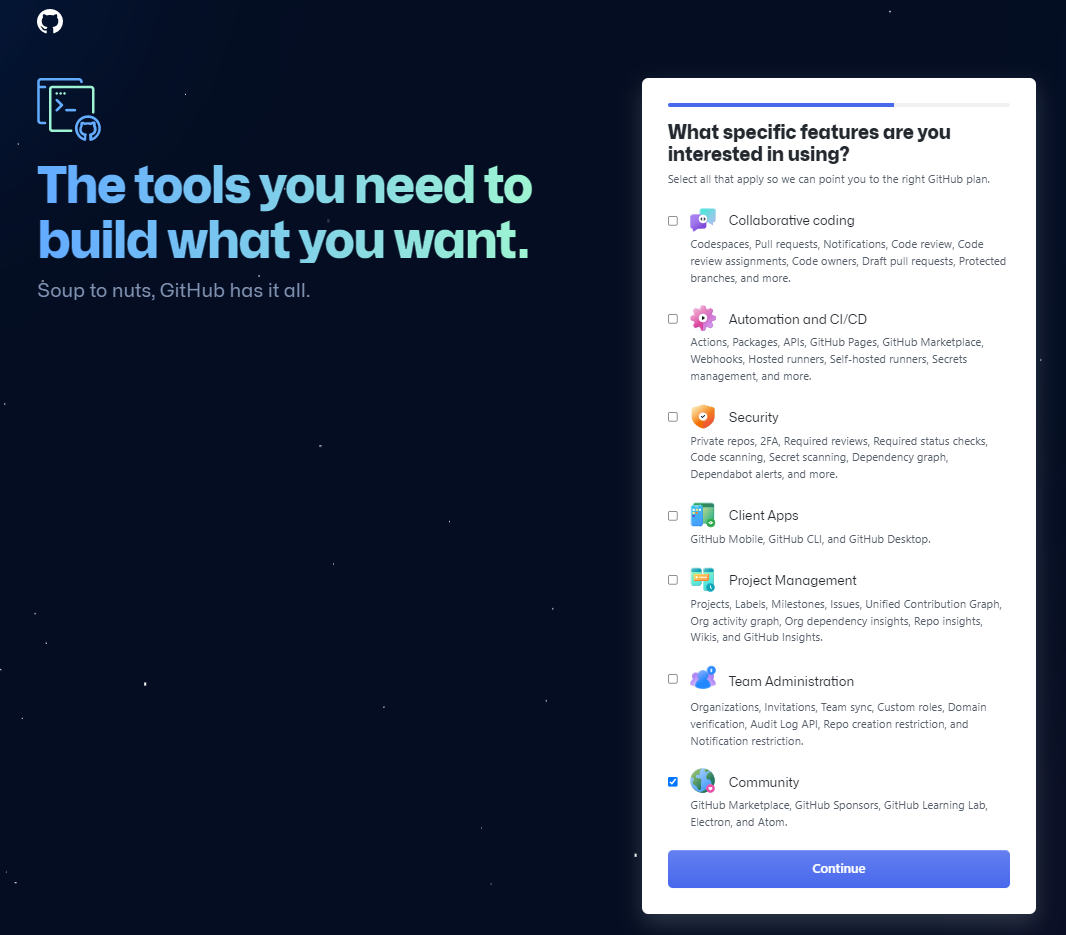 The tools you need to
build what you want.
Soup to nuts, GitHub has it all.
What specific features are you
interested in using?
Select all that apply so we can point you to the right GitHub plan.
Collaborative coding
Codespaces, Pull requests, Notifications, Code review, Code
review assignments, Code owners, Draft pull requests, Protected
branches, and more.
Automation and CI/CD
Actions, Packages, APIs, GitHub Pages, GitHub Marketplace,
Webhooks, Hosted runners, Self-hosted runners, Secrets
management, and more.
Security
Private repos, 2FA, Required reviews, Required status checks,
Code scanning, Secret scanning, Dependency graph,
Dependabot alerts, and more.
Client Apps
GitHub Mobile, GitHub CLI, and GitHub Desktop.
Project Management
Projects, Labels, Milestones, Issues, Unified Contribution Graph,
Org activity graph, Org dependency insights, Repo insights,
Wikis, and GitHub Insights.
Team Administration
Organizations, Invitations, Team sync, Custom roles, Domain
verification, Audit Log API, Repo creation restriction, and
Notification restriction.
Community
GitHub Marketplace, GitHub Sponsors, GitHub Learning Lab,
Electron, and Atom.
Continue